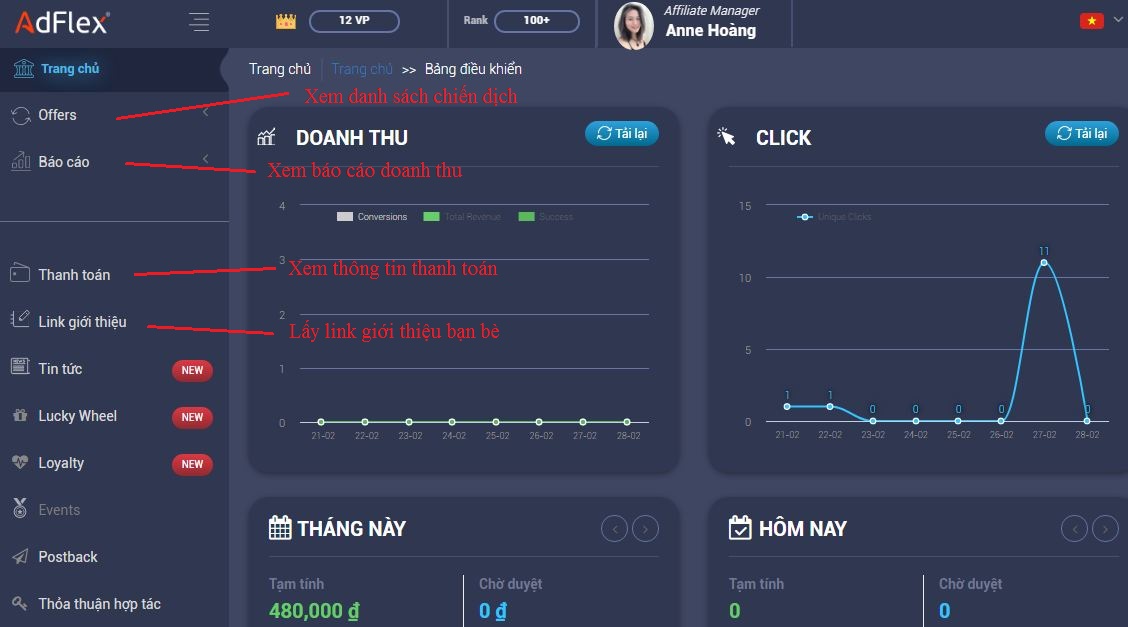 AdFlex
12 VP
Rank
100+
Affiliate Manager
Anne Hoàng
Trang chủ
Trang chủ
Trang chủ >> Bảng điều khiển
Xem danh sách chiến dịch
Offers
Báo cáo
Xem báo cáo doanh thu
Thanh toán
Xem thông tin thanh toán
Link giới thiệu
Lấy link giới thiệu bạn bè
Tin tức NEW
Lucky Wheel NEW
Loyalty NEW
Events
Postback
Thỏa thuận hợp tác
DOANH THU
Tải lại
Conversions Total Revenue Success
4
3
2
1
0
21-02 22-02 23-02 24-02 25-02 26-02 27-02 28-02
CLICK
Tải lại
Unique Clicks
15
10
5
0
1 1 0 0 0 0 11 0
21-02 22-02 23-02 24-02 25-02 26-02 27-02 28-02
THÁNG NÀY
Tạm tính Chờ duyệt
480,000 ₫ 0 ₫
HÔM NAY
Tạm tính Chờ duyệt
0 0